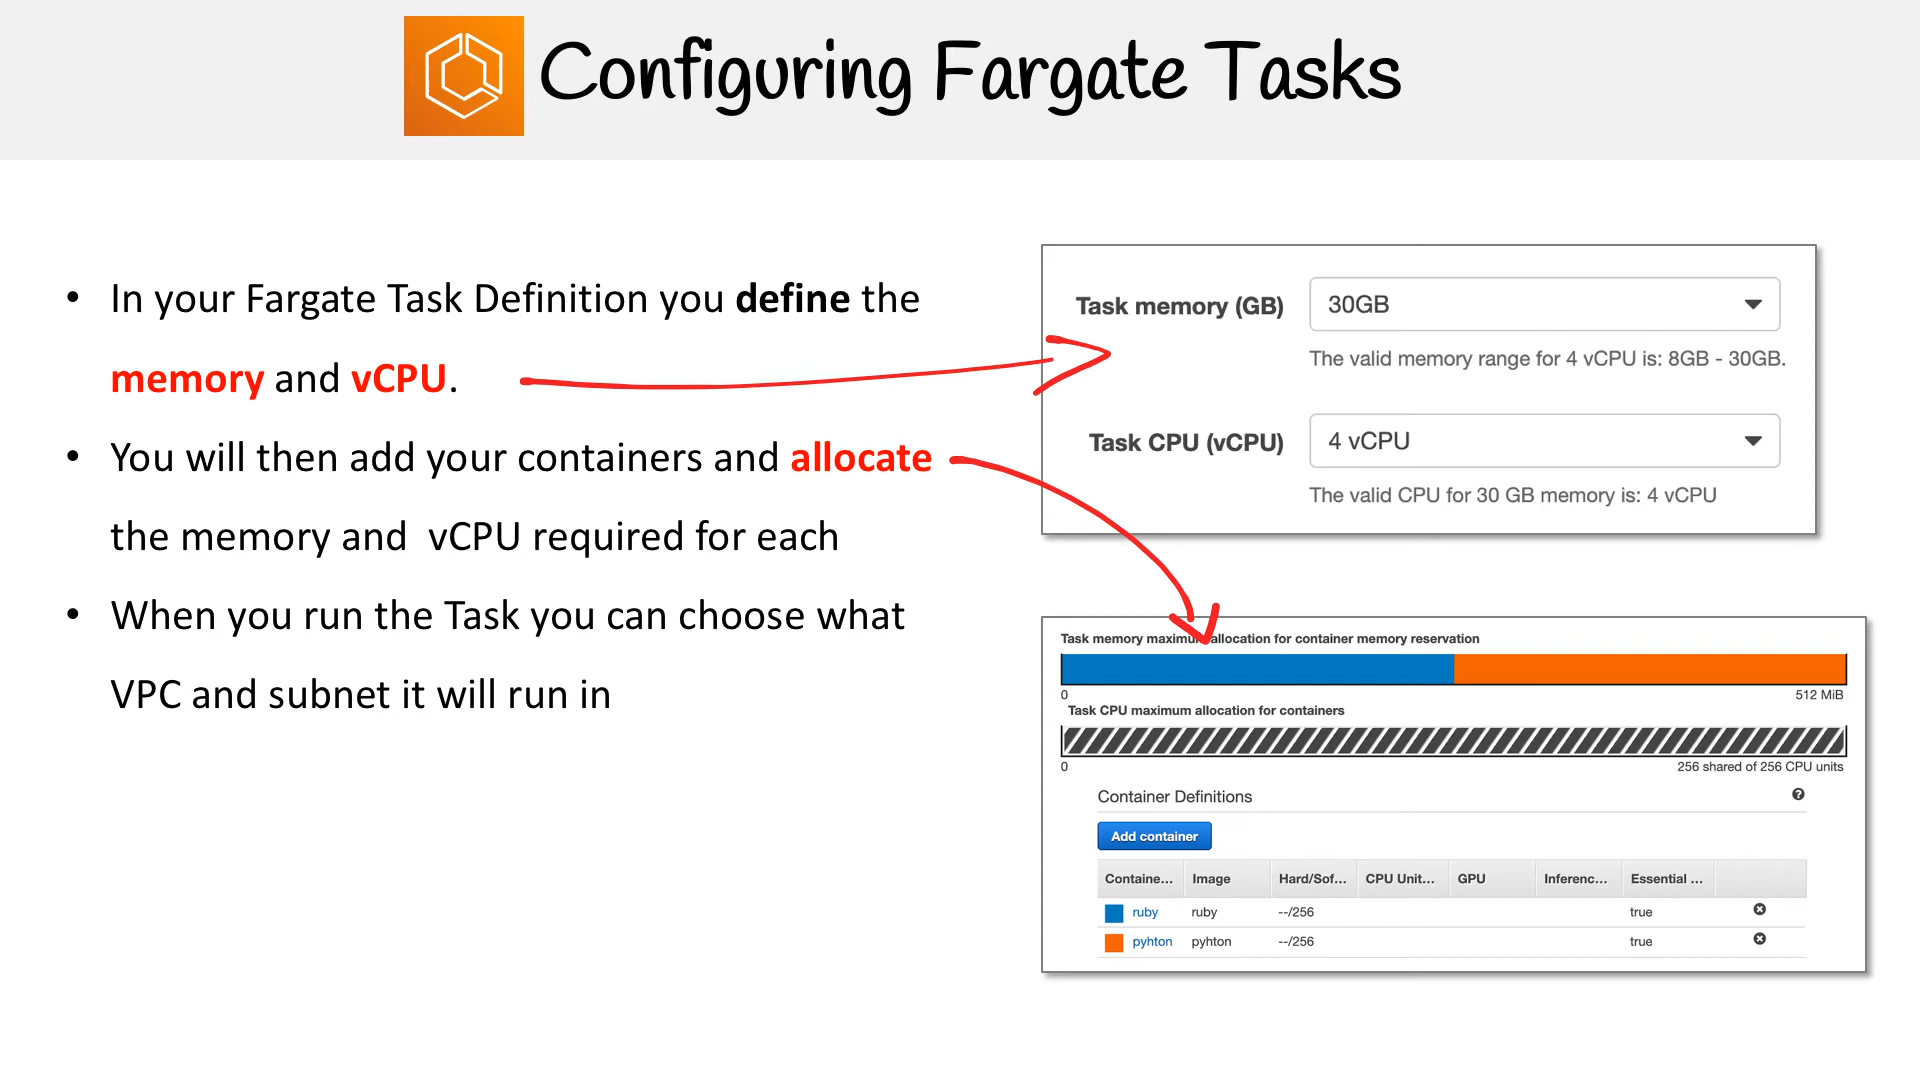 Configuring Fargate Tasks
• In your Fargate Task Definition you define the
memory and vCPU.
• You will then add your containers and allocate
the memory and vCPU required for each
• When you run the Task you can choose what
VPC and subnet it will run in
Task memory (GB) 30GB
The valid memory range for 4 vCPU is: 8GB - 30GB.
Task CPU (vCPU) 4 vCPU
The valid CPU for 30 GB memory is: 4 vCPU
Task memory maximum allocation for container memory reservation
0 512 MiB
Task CPU maximum allocation for containers
0 256 shared of 256 CPU units
Container Definitions
Add container
Containe... Image Hard/Sof... CPU Unit... GPU Inferenc... Essential ...
ruby ruby --/256 true
pyhton pyhton --/256 true